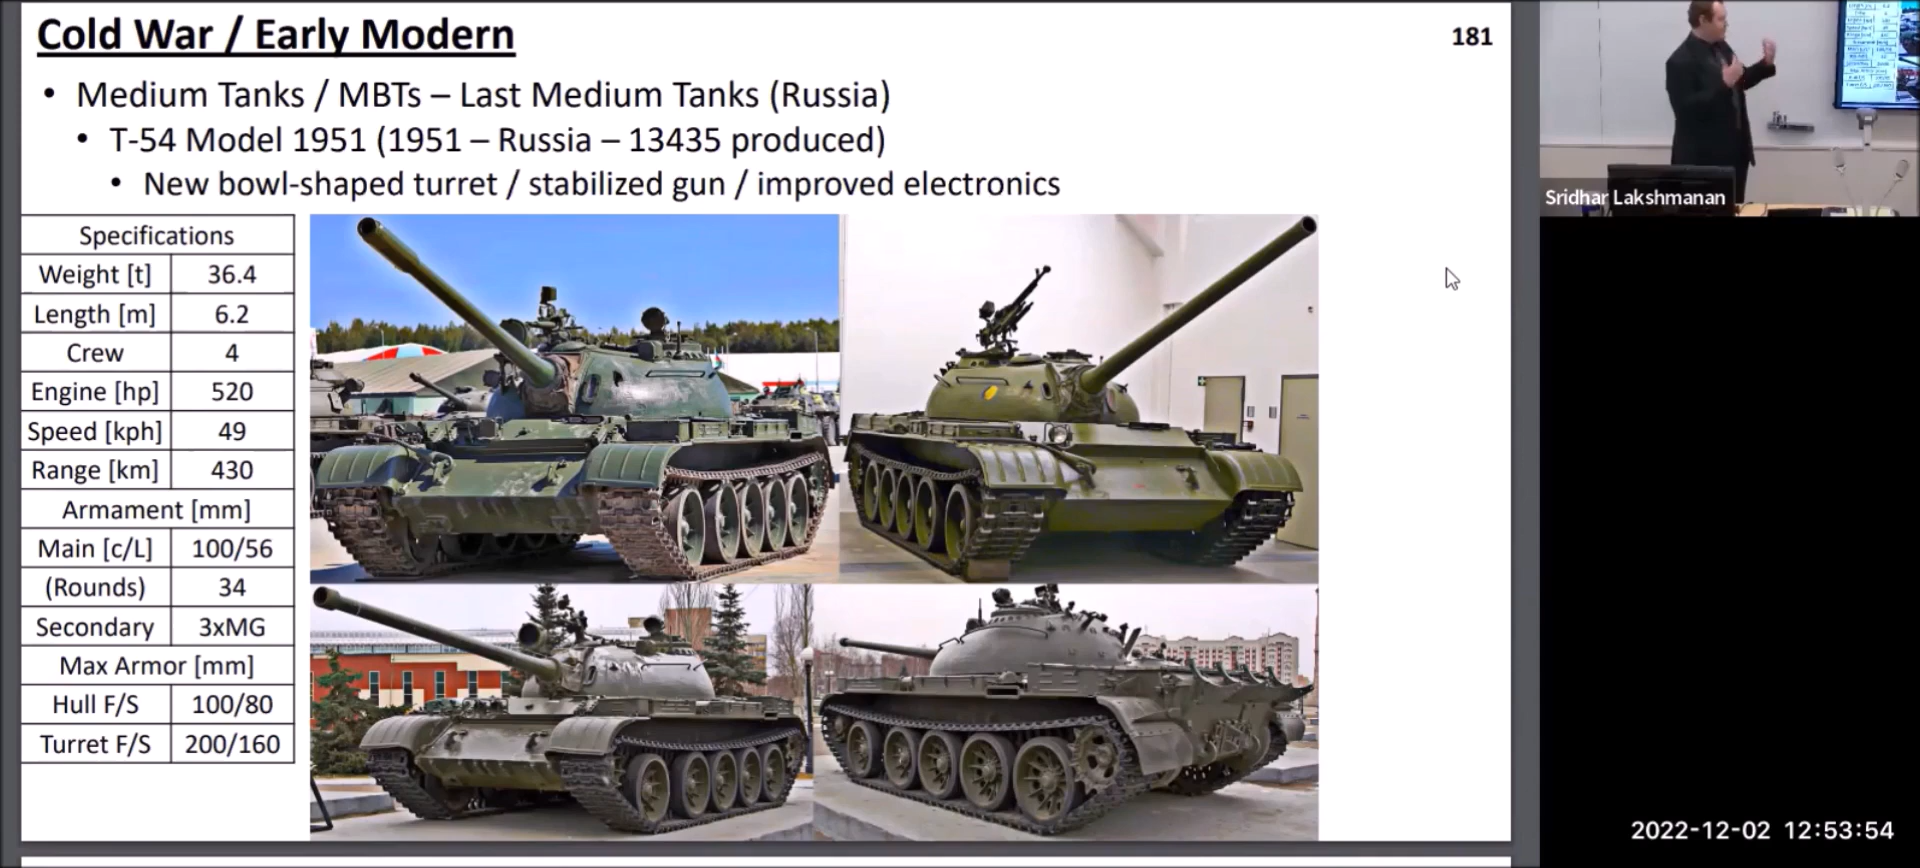 Cold War / Early Modern
181
• Medium Tanks / MBTs – Last Medium Tanks (Russia)
• T-54 Model 1951 (1951 – Russia – 13435 produced)
• New bowl-shaped turret / stabilized gun / improved electronics
Specifications
Weight [t] 36.4
Length [m] 6.2
Crew 4
Engine [hp] 520
Speed [kph] 49
Range [km] 430
Armament [mm]
Main [c/L] 100/56
(Rounds) 34
Secondary 3xMG
Max Armor [mm]
Hull F/S 100/80
Turret F/S 200/160
Sridhar Lakshmanan
2022-12-02 12:53:54